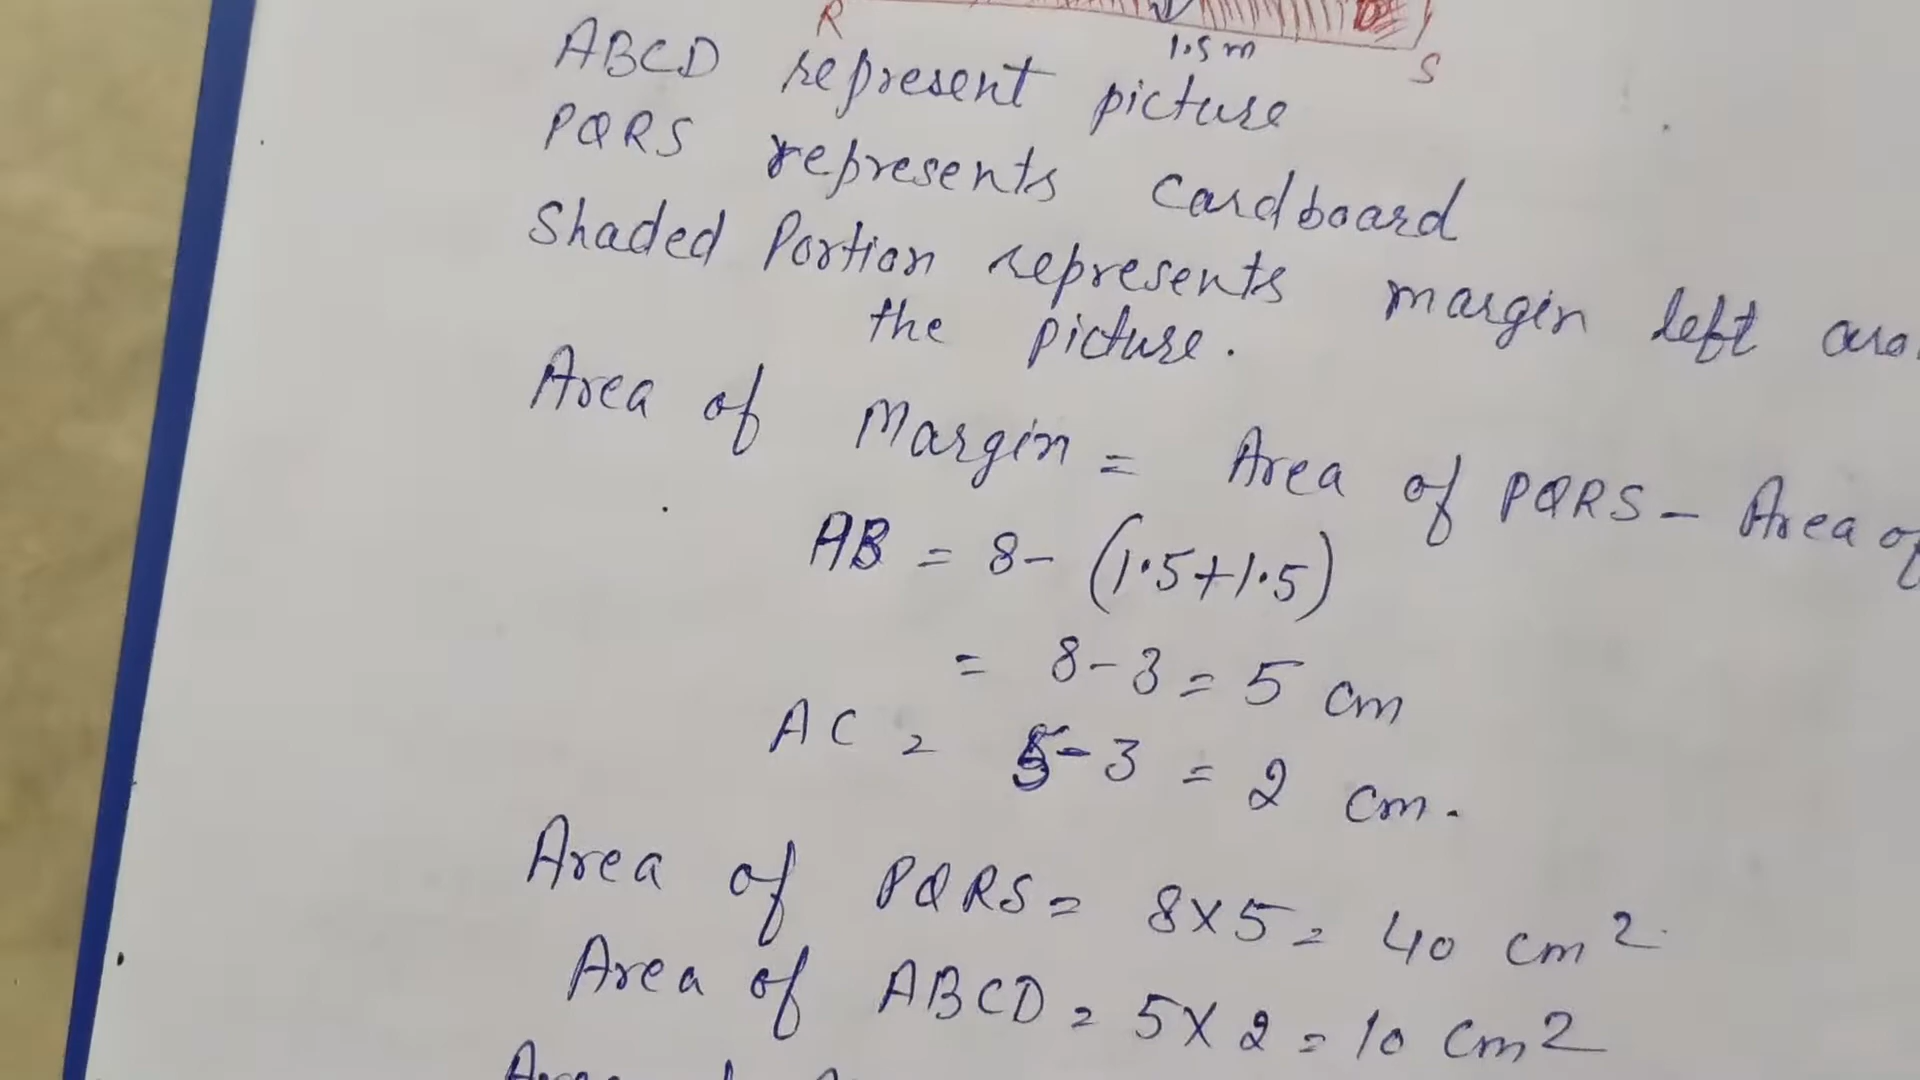 R
1.5m
S
ABCD represent picture
PQRS represents Cardboard
Shaded Portion represents margin left
the picture.
Area of Margin = Area of PQRS - Area of
AB = 8 - (1.5+1.5)
= 8-3 = 5 cm
AC = 5-3 = 2 cm.
Area of PQRS = 8x5 = 40 cm2
Area of ABCD = 5x2 = 10 cm2